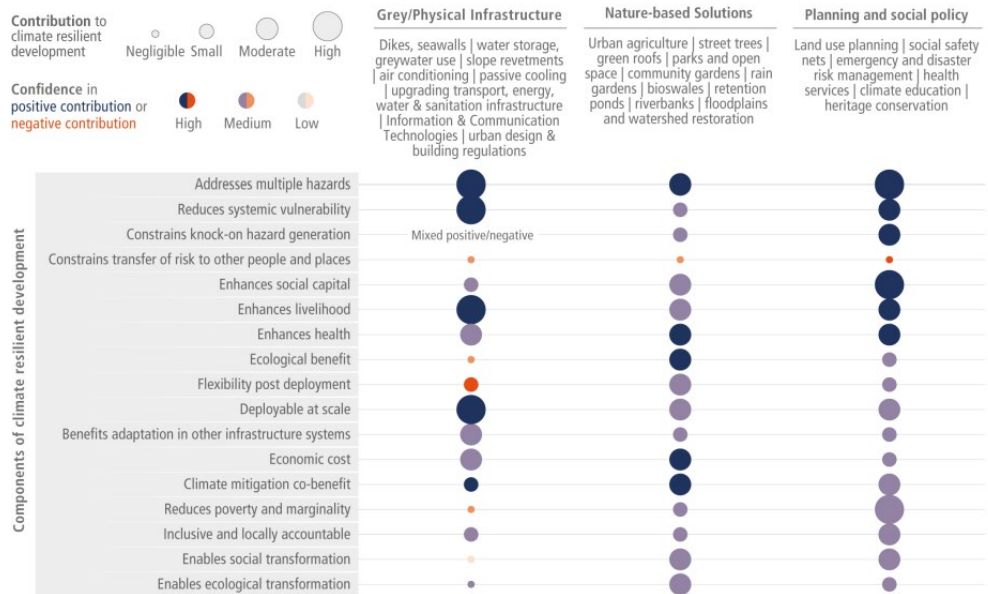 Contribution to
climate resilient
development
Negligible Small Moderate High
Confidence in
positive contribution or
negative contribution
High Medium Low
Grey/Physical Infrastructure
Dikes, seawalls | water storage,
greywater use | slope revetments
| air conditioning | passive cooling
| upgrading transport, energy,
water & sanitation infrastructure
| Information & Communication
Technologies | urban design &
building regulations
Nature-based Solutions
Urban agriculture | street trees |
green roofs | parks and open
space | community gardens | rain
gardens | bioswales | retention
ponds | riverbanks | floodplains
and watershed restoration
Planning and social policy
Land use planning | social safety
nets | emergency and disaster
risk management | health
services | climate education |
heritage conservation
Components of climate resilient development
Addresses multiple hazards
Reduces systemic vulnerability
Constrains knock-on hazard generation
Mixed positive/negative
Constrains transfer of risk to other people and places
Enhances social capital
Enhances livelihood
Enhances health
Ecological benefit
Flexibility post deployment
Deployable at scale
Benefits adaptation in other infrastructure systems
Economic cost
Climate mitigation co-benefit
Reduces poverty and marginality
Inclusive and locally accountable
Enables social transformation
Enables ecological transformation